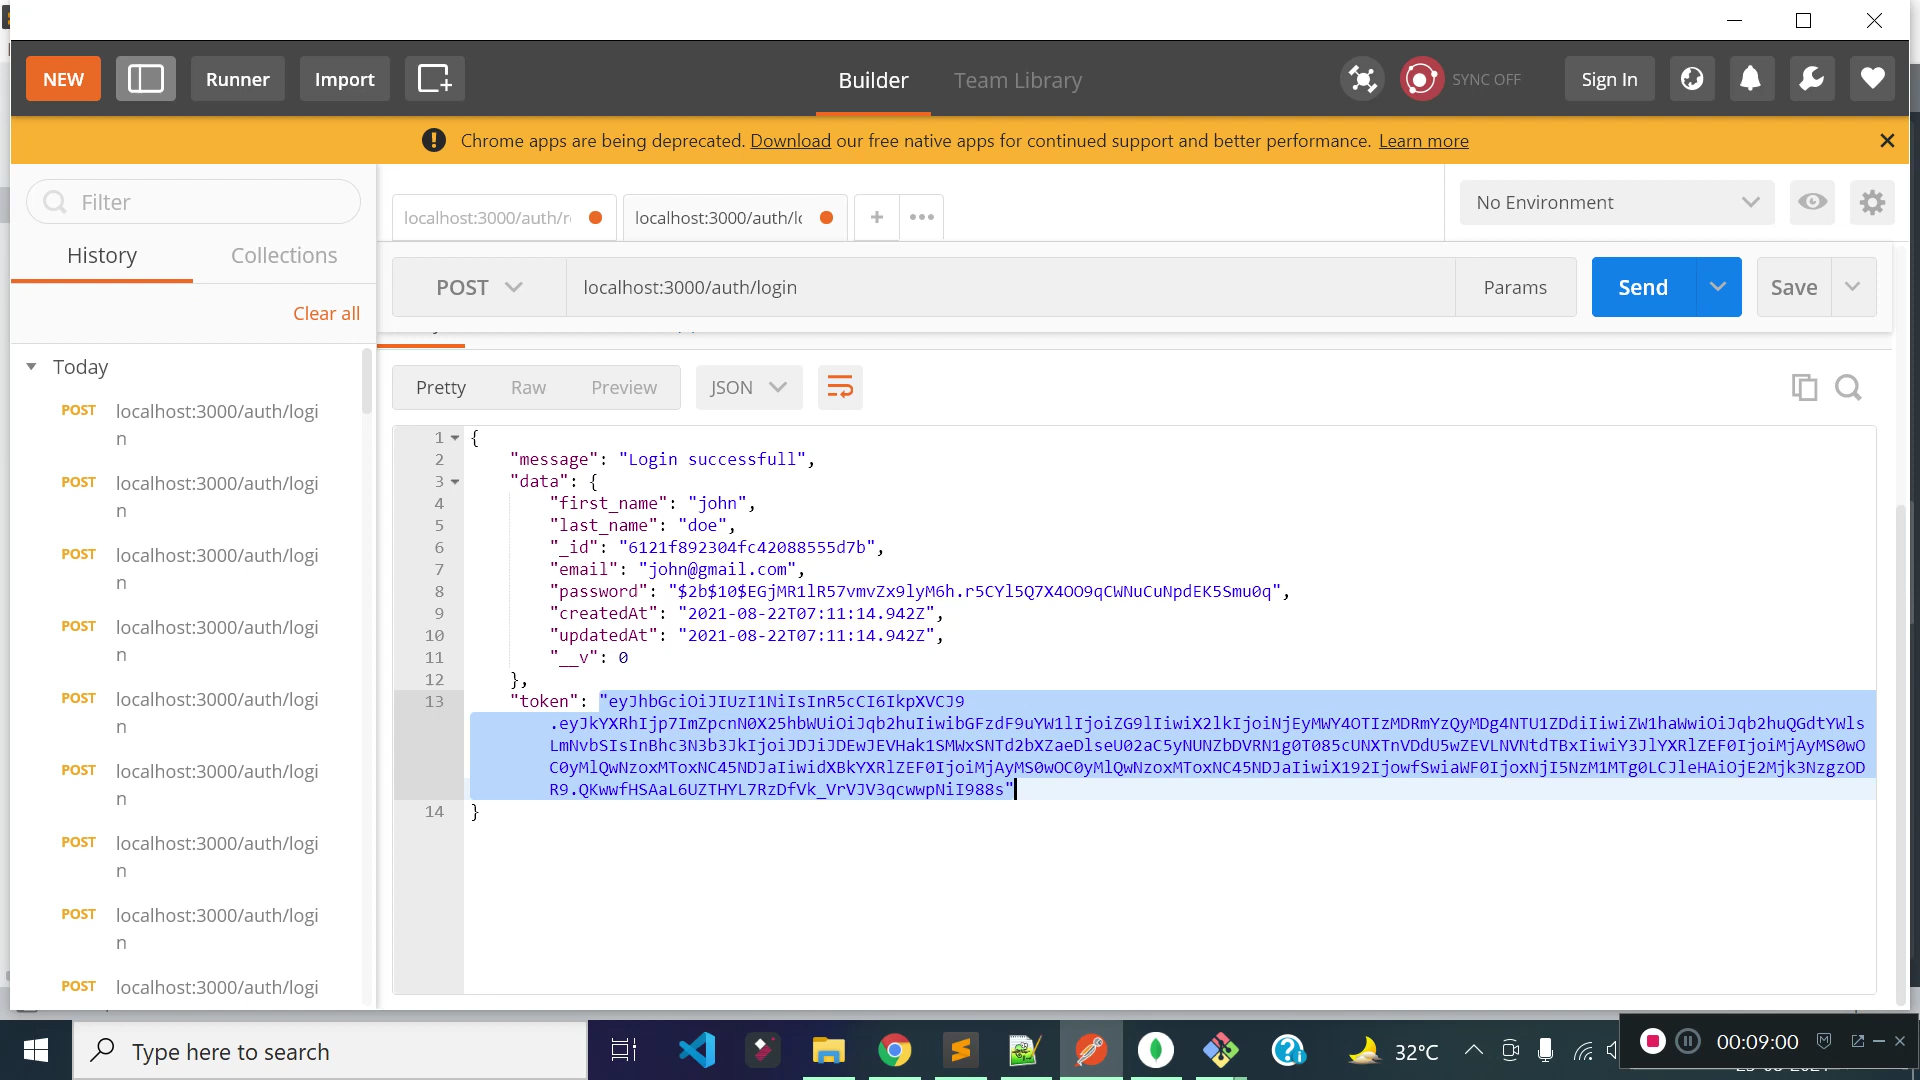 NEW
Runner
Import
Builder
Team Library
SYNC OFF
Sign In
Chrome apps are being deprecated. Download our free native apps for continued support and better performance. Learn more
Filter
localhost:3000/auth/r
localhost:3000/auth/l
No Environment
History
Collections
POST
localhost:3000/auth/login
Params
Send
Save
Clear all
Today
Pretty
Raw
Preview
JSON
POST localhost:3000/auth/logi
n
POST localhost:3000/auth/logi
n
POST localhost:3000/auth/logi
n
POST localhost:3000/auth/logi
n
POST localhost:3000/auth/logi
n
POST localhost:3000/auth/logi
n
POST localhost:3000/auth/logi
n
POST localhost:3000/auth/logi
n
POST localhost:3000/auth/logi
1 {
2 "message": "Login successfull",
3 "data": {
4 "first_name": "john",
5 "last_name": "doe",
6 "_id": "6121f892304fc42088555d7b",
7 "email": "john@gmail.com",
8 "password": "$2b$10$EGjMR1lR57vmvZx9lyM6h.r5CYl5Q7X4OO9qCWNuCuNpdEK5Smu0q",
9 "createdAt": "2021-08-22T07:11:14.942Z",
10 "updatedAt": "2021-08-22T07:11:14.942Z",
11 "__v": 0
12 },
13 "token": "eyJhbGciOiJIUzI1NiIsInR5cCI6IkpXVCJ9
.eyJkYXRhIjp7ImZpcnN0X25hbWUiOiJqb2huIiwibGFzdF9uYW1lIjoiZG9lIiwiX2lkIjoiNjEyMWY4OTIzMDRmYzQyMDg4NTU1ZDdiIiwiZW1haWwiOiJqb2huQGdtYWls
LmNvbSIsInBhc3N3b3JkIjoiJDJiJDEwJEVHak1SMWxSNTd2bXZaeDlseU02aC5yNUNZbDVRN1g0T085cUNXTnVDdU5wZEVLNVNtdTBxIiwiY3JlYXRlZEF0IjoiMjAyMS0wO
C0yMlQwNzoxMToxNC45NDJaIiwidXBkYXRlZEF0IjoiMjAyMS0wOC0yMlQwNzoxMToxNC45NDJaIiwiX192IjowfSwiaWF0IjoxNjI5NzM1MTg0LCJleHAiOjE2Mjk3NzgzOD
R9.QKwwfHSAaL6UZTHYL7RzDfVk_VrVJV3qcwwpNiI988s"
14 }
Type here to search
32°C
00:09:00